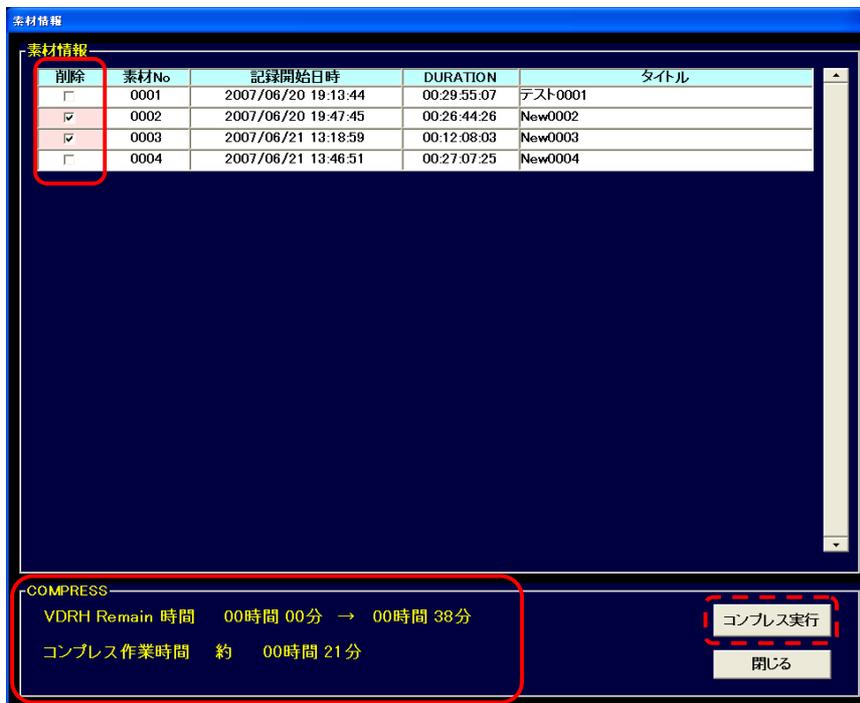 素材情報
素材情報
削除 素材No 記録開始日時 DURATION タイトル
0001 2007/06/20 19:13:44 00:29:55:07 テスト0001
0002 2007/06/20 19:47:45 00:26:44:26 New0002
0003 2007/06/21 13:18:59 00:12:08:03 New0003
0004 2007/06/21 13:46:51 00:27:07:25 New0004
COMPRESS
VDRH Remain 時間 00時間 00分 → 00時間 38分
コンプレス実行
コンプレス作業時間 約 00時間 21分
閉じる